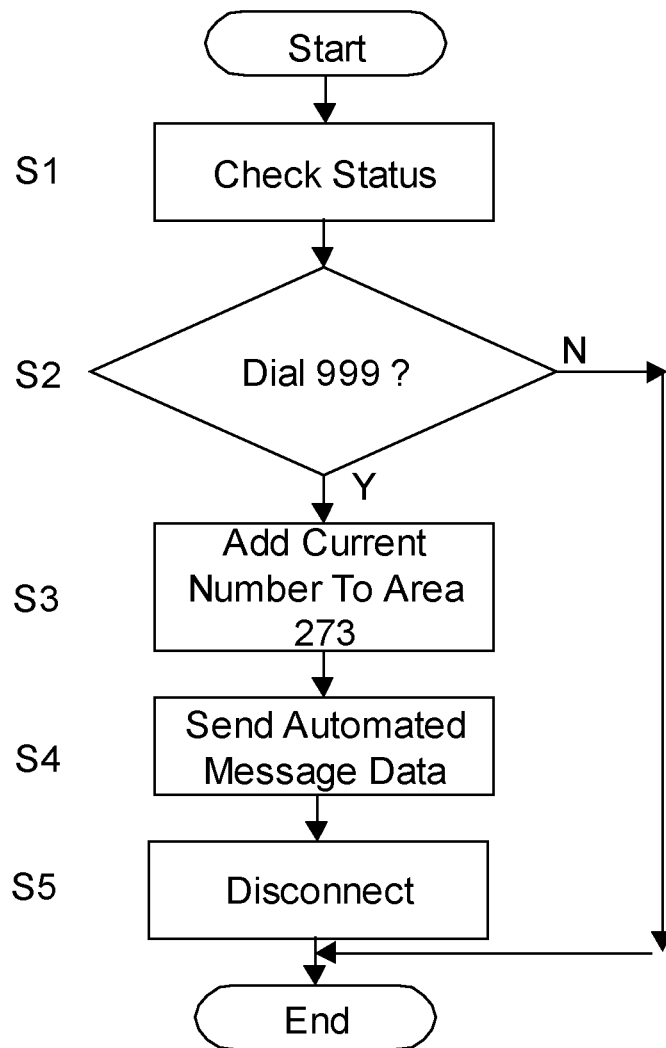 Start
S1
Check Status
S2
Dial 999 ?
N
Y
S3
Add Current
Number To Area
273
S4
Send Automated
Message Data
S5
Disconnect
End